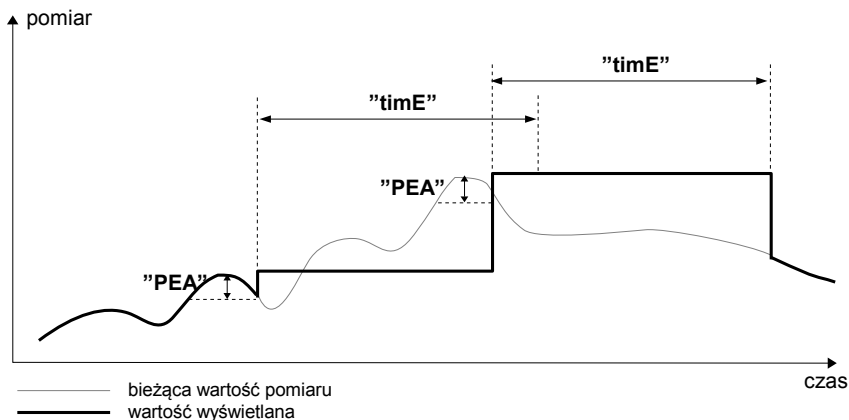 pomiar
”timE”
”timE”
”PEA”
”PEA”
czas
bieżąca wartość pomiaru
wartość wyświetlana